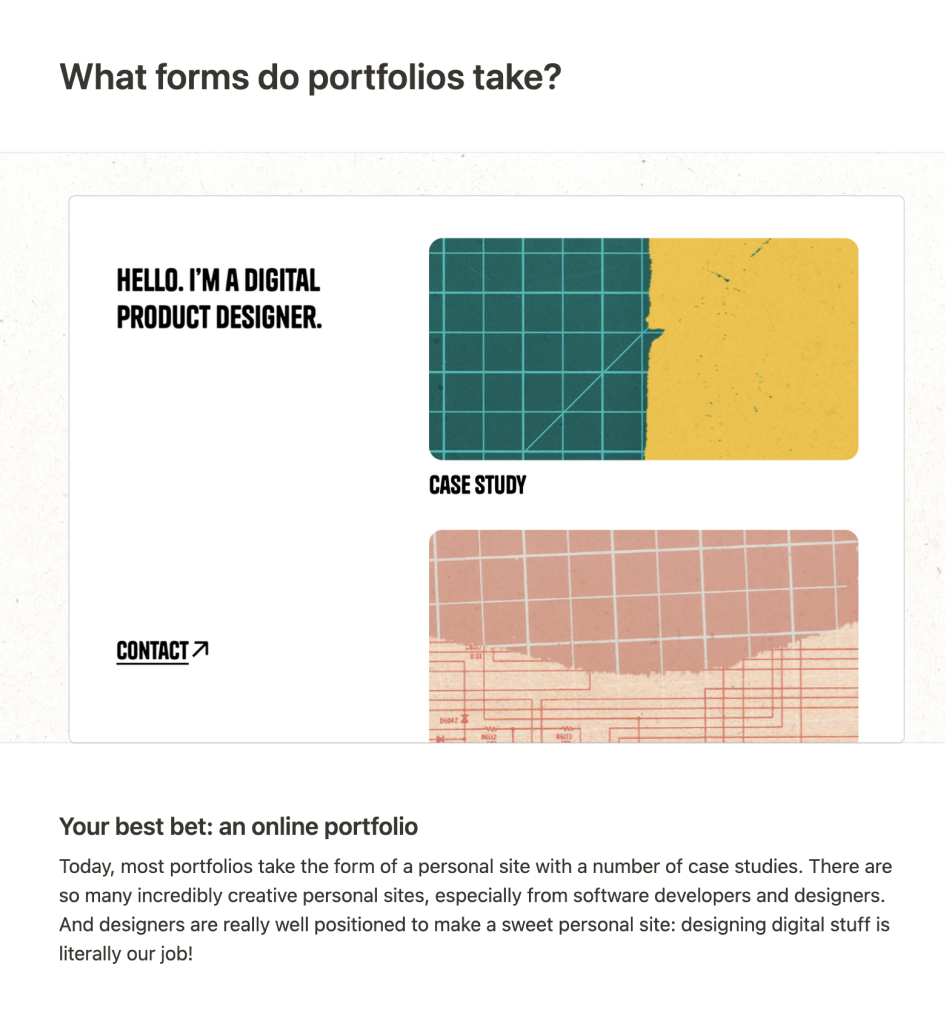 What forms do portfolios take?
HELLO. I'M A DIGITAL
PRODUCT DESIGNER.
CASE STUDY
CONTACT
D6042
R6112
R6113
Your best bet: an online portfolio
Today, most portfolios take the form of a personal site with a number of case studies. There are
so many incredibly creative personal sites, especially from software developers and designers.
And designers are really well positioned to make a sweet personal site: designing digital stuff is
literally our job!